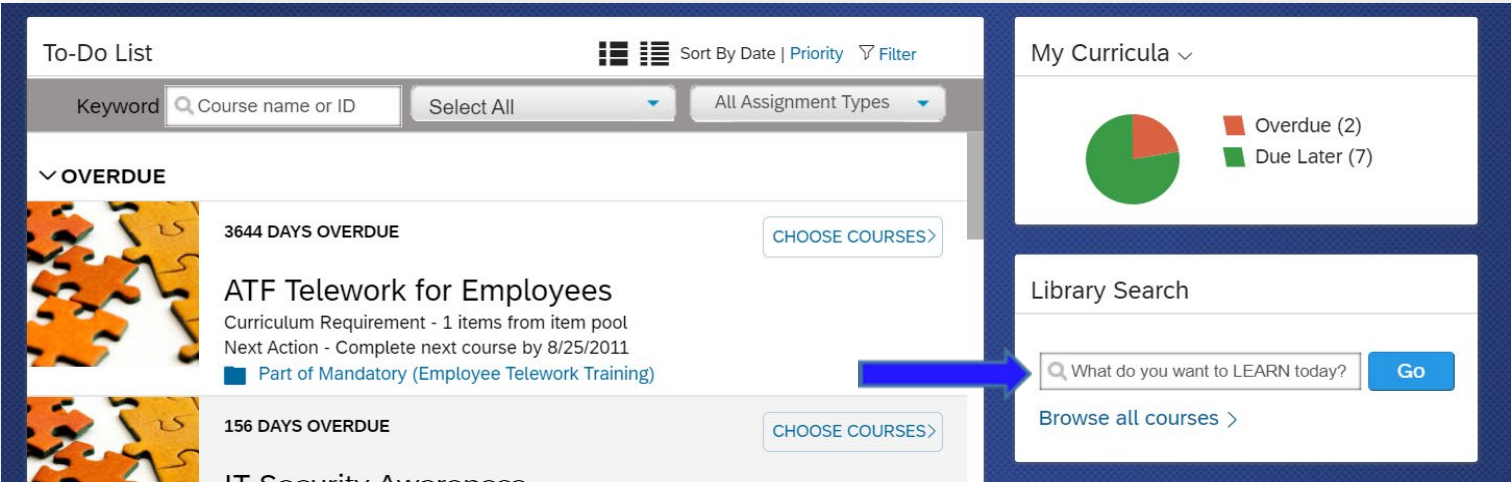 To-Do List
Sort By Date | Priority Filter
Keyword Course name or ID Select All All Assignment Types
OVERDUE
3644 DAYS OVERDUE
CHOOSE COURSES>
ATF Telework for Employees
Curriculum Requirement - 1 items from item pool
Next Action - Complete next course by 8/25/2011
Part of Mandatory (Employee Telework Training)
156 DAYS OVERDUE
CHOOSE COURSES>
IT Security Awareness
My Curricula
Overdue (2)
Due Later (7)
Library Search
What do you want to LEARN today? Go
Browse all courses >